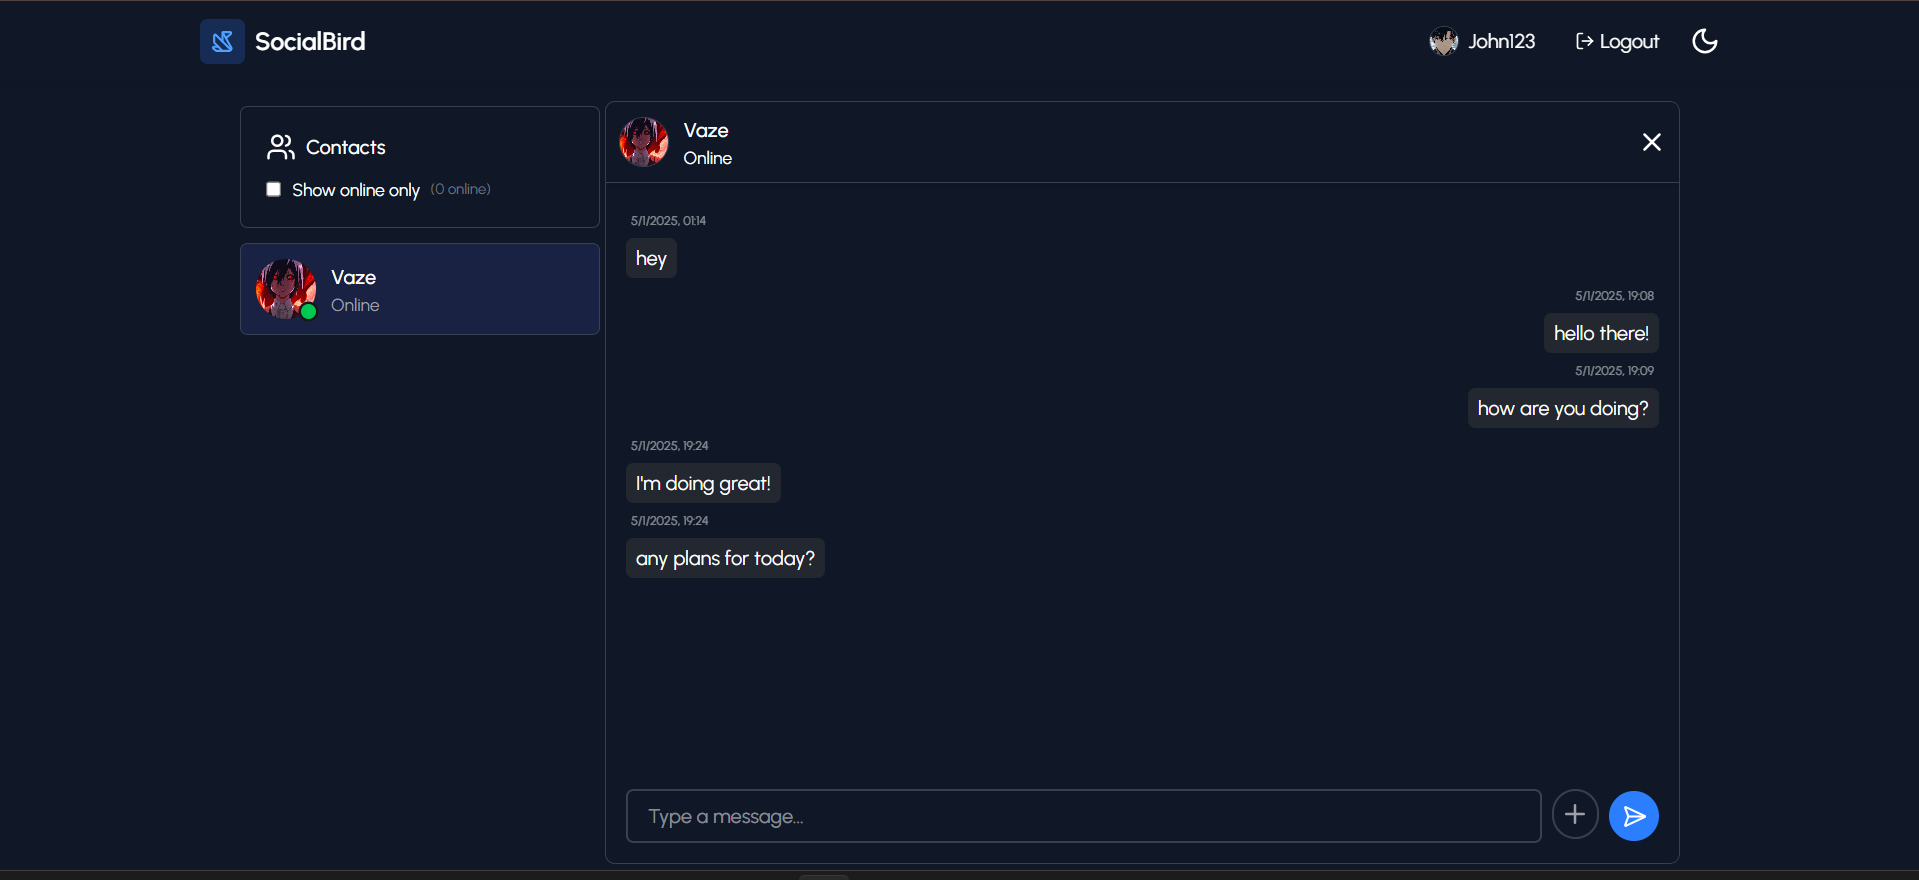 SocialBird
John123
Logout
Contacts
Show online only (0 online)
Vaze
Online
Vaze
Online
5/1/2025, 01:14
hey
5/1/2025, 19:08
hello there!
5/1/2025, 19:09
how are you doing?
5/1/2025, 19:24
I'm doing great!
5/1/2025, 19:24
any plans for today?
Type a message...